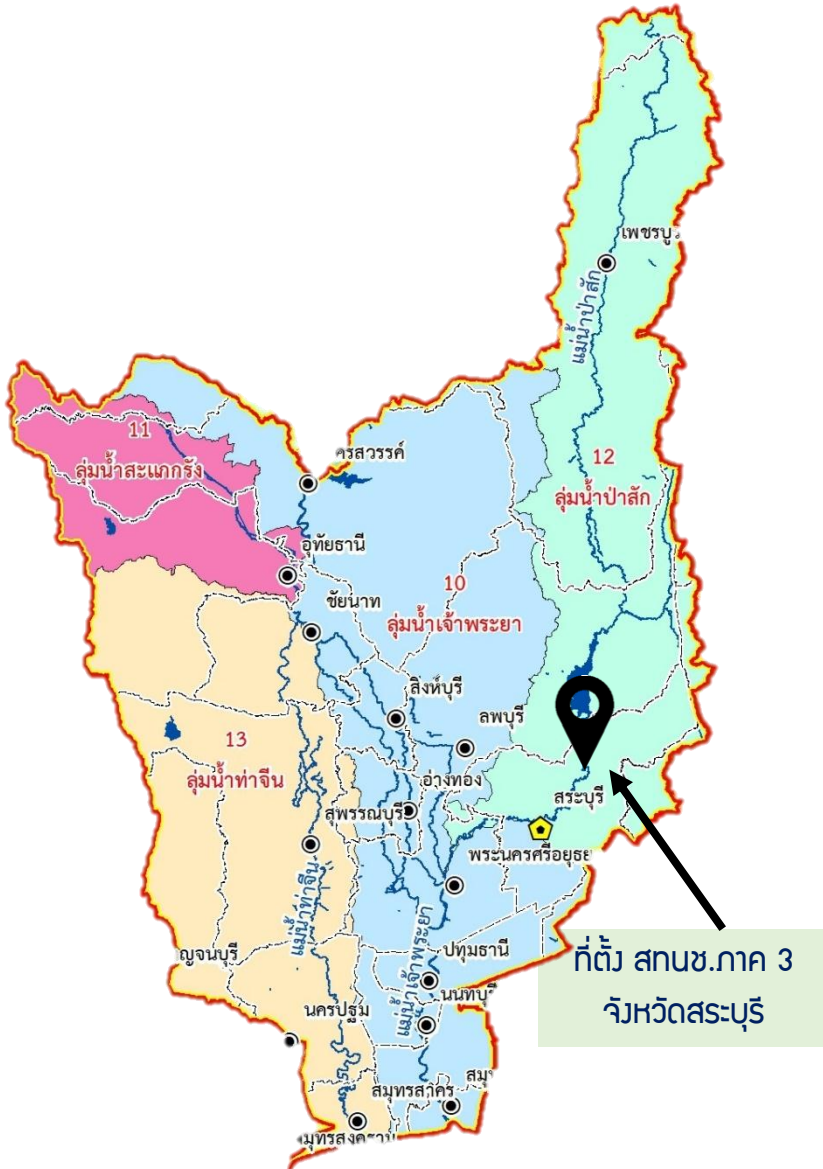 เพชรบู
แม่น้ำป่าสัก
11
ลุ่มน้ำสะแกกรัง
ครสวรรค์
12
ลุ่มน้ำป่าสัก
อุทัยธานี
10
ลุ่มน้ำเจ้าพระยา
ชัยนาท
สิงห์บุรี
ลพบุรี
13
ลุ่มน้ำท่าจีน
อ่างทอง
สระบุรี
สุพรรณบุรี
พระนครศรีอยุธย
แม่น้ำท่าจีน
แม่น้ำเจ้าพระยา
ญจนบุรี
ปทุมธานี
ที่ตั้ง สทนช.ภาค 3
จังหวัดสระบุรี
นนทบุรี
นครปฐม
สมุ
สมุทรสาคร
มุทรสงคราม